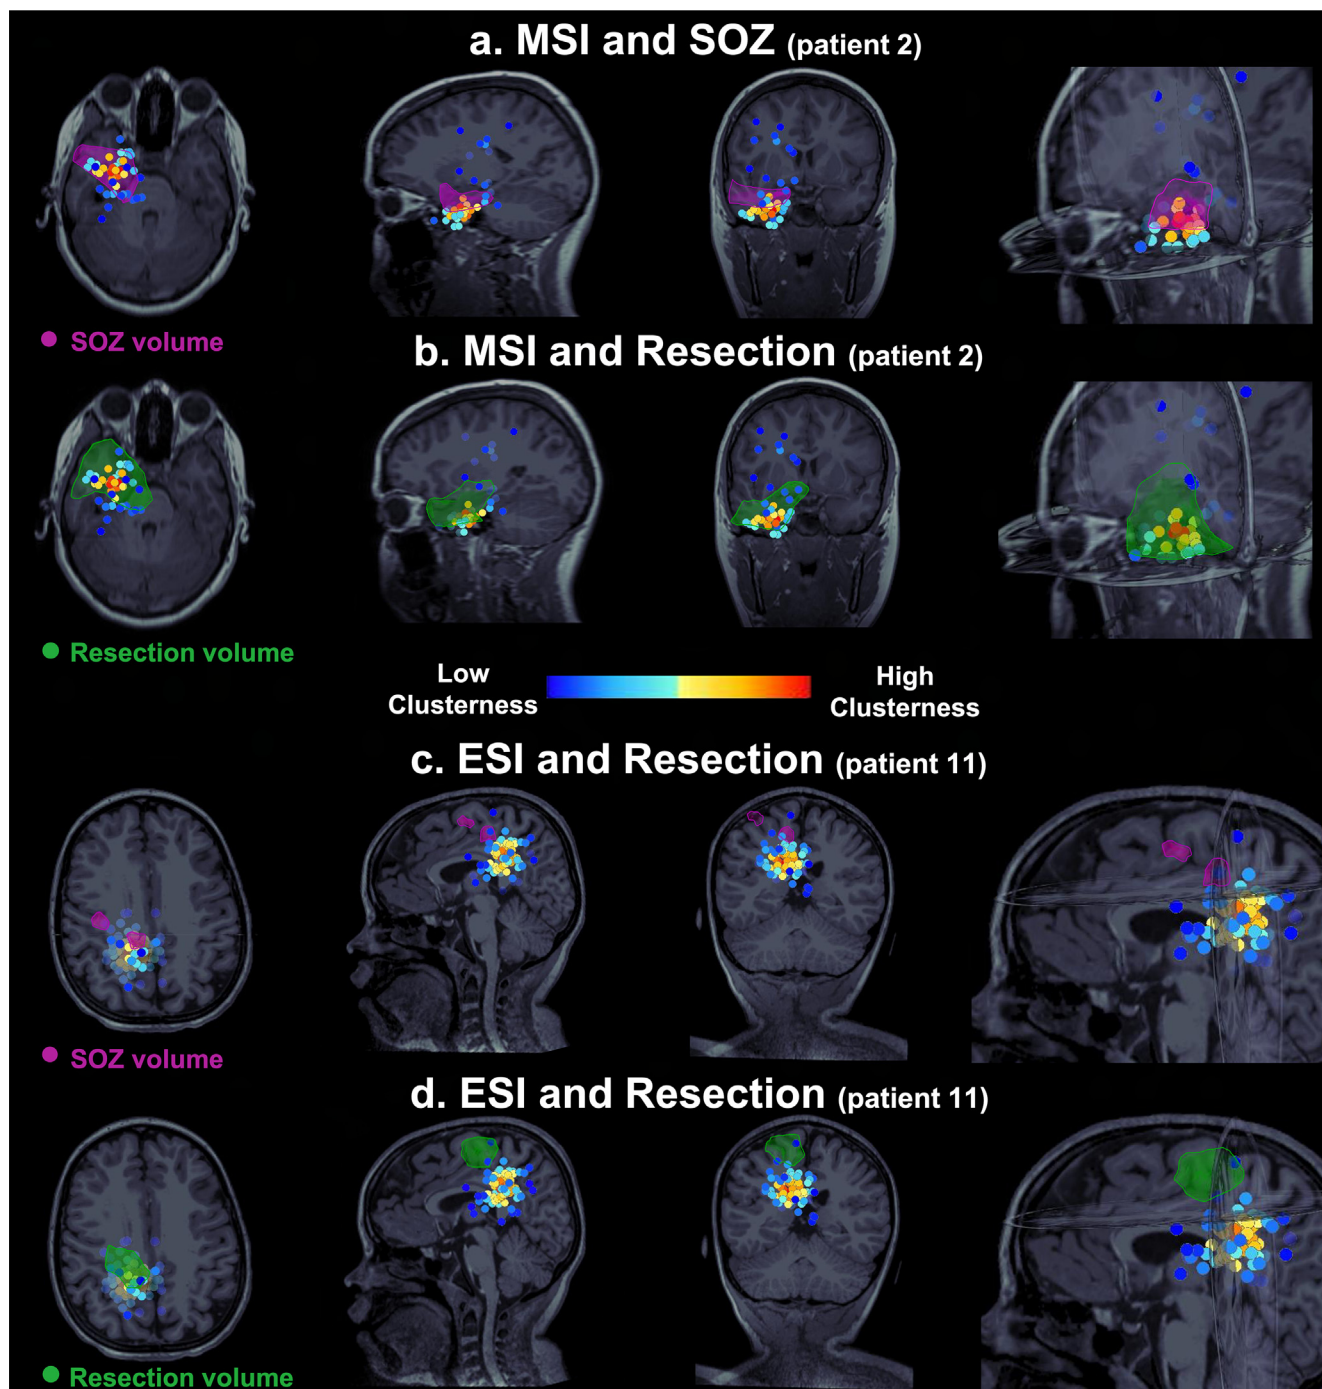 a. MSI and SOZ (patient 2)
SOZ volume
b. MSI and Resection (patient 2)
Resection volume
Low
Clusterness
High
Clusterness
c. ESI and Resection (patient 11)
SOZ volume
d. ESI and Resection (patient 11)
Resection volume